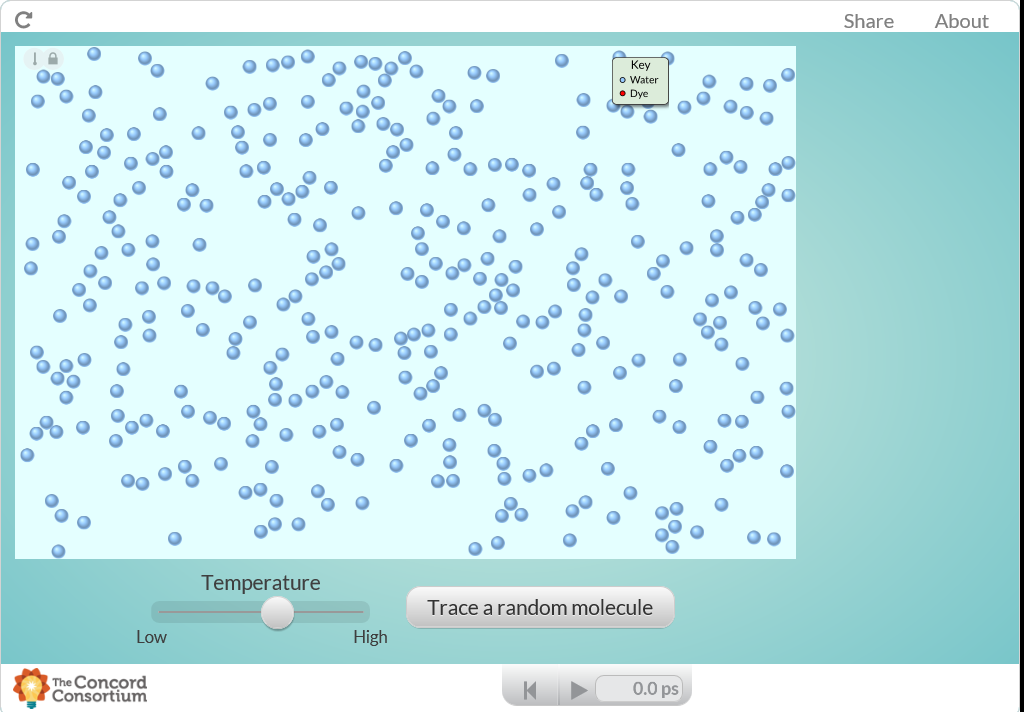 Share
About
Key
Water
Dye
Temperature
Low
High
Trace a random molecule
The Concord
Consortium
0.0 ps